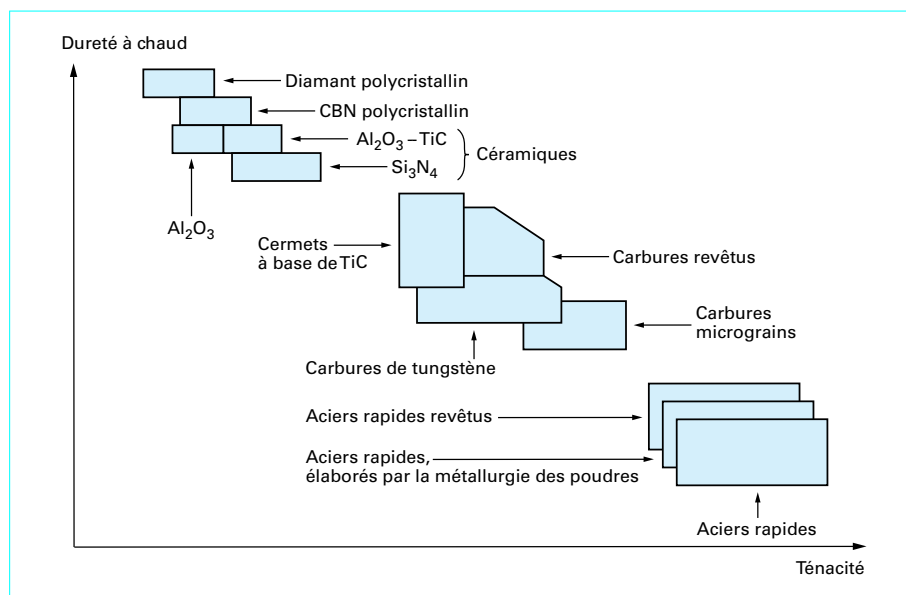 Dureté à chaud
Diamant polycristallin
CBN polycristallin
Al₂O₃ – TiC
Céramiques
Si₃N₄
Al₂O₃
Cermets
à base de TiC
Carbures revêtus
Carbures
micrograins
Carbures de tungstène
Aciers rapides revêtus
Aciers rapides,
élaborés par la métallurgie des poudres
Aciers rapides
Ténacité